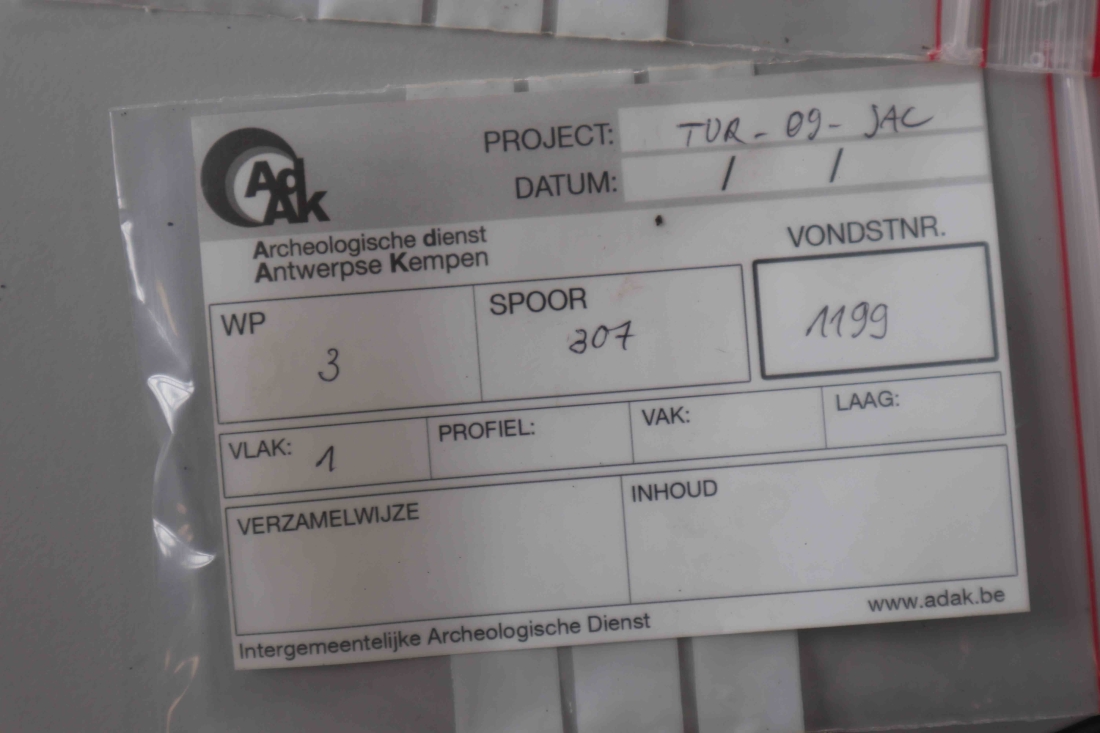 AdAk
PROJECT: TUR - 09 - JAC
DATUM: / /
Archeologische dienst
Antwerpse Kempen
VONDSTNR.
1199
WP
3
SPOOR
307
VLAK: 1
PROFIEL:
VAK:
LAAG:
VERZAMELWIJZE
INHOUD
Intergemeentelijke Archeologische Dienst
www.adak.be